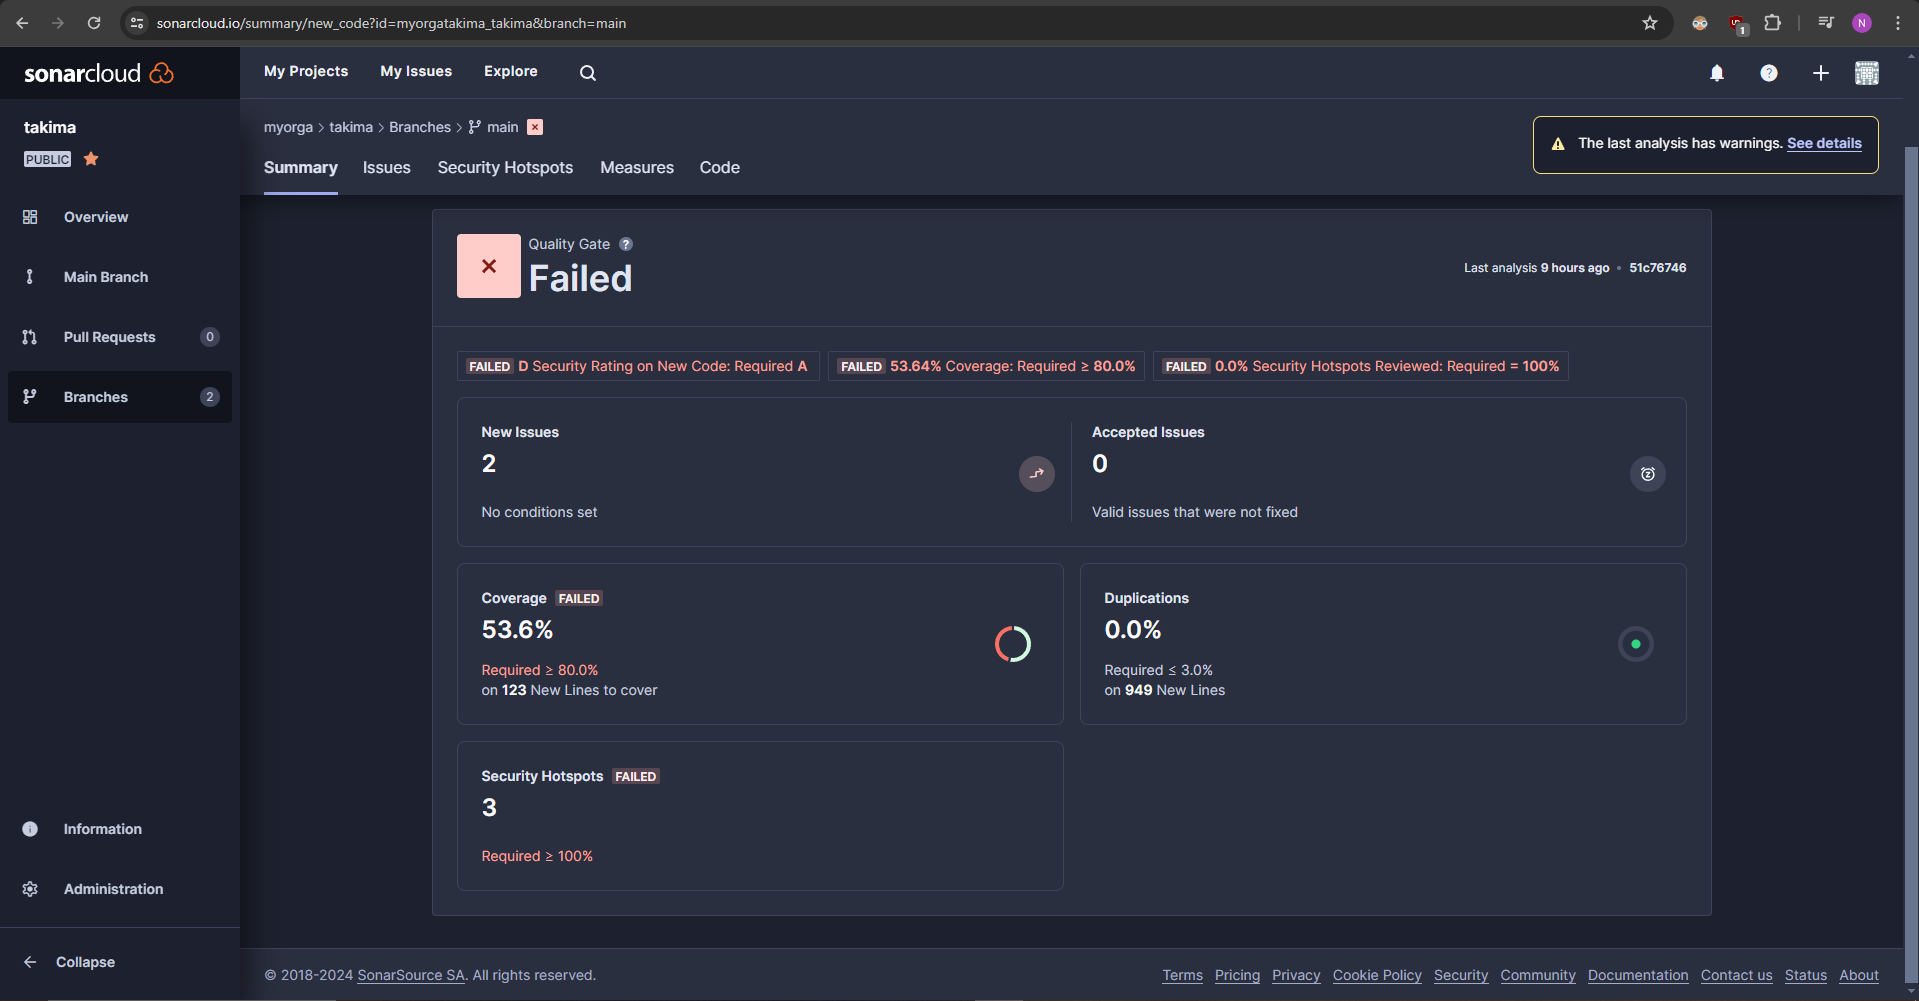 sonarcloud.io/summary/new_code?id=myorgatakima_takima&branch=main
1
N
sonarcloud
My Projects
My Issues
Explore
takima
PUBLIC
myorga
takima
Branches
main
The last analysis has warnings. See details
Summary
Issues
Security Hotspots
Measures
Code
Overview
Main Branch
Pull Requests
0
Branches
2
Information
Administration
Collapse
Quality Gate ?
Failed
Last analysis 9 hours ago • 51c76746
FAILED D Security Rating on New Code: Required A
FAILED 53.64% Coverage: Required ≥ 80.0%
FAILED 0.0% Security Hotspots Reviewed: Required = 100%
New Issues
2
No conditions set
Accepted Issues
0
Valid issues that were not fixed
Coverage FAILED
53.6%
Required ≥ 80.0%
on 123 New Lines to cover
Duplications
0.0%
Required ≤ 3.0%
on 949 New Lines
Security Hotspots FAILED
3
Required ≥ 100%
© 2018-2024 SonarSource SA. All rights reserved.
Terms
Pricing
Privacy
Cookie Policy
Security
Community
Documentation
Contact us
Status
About